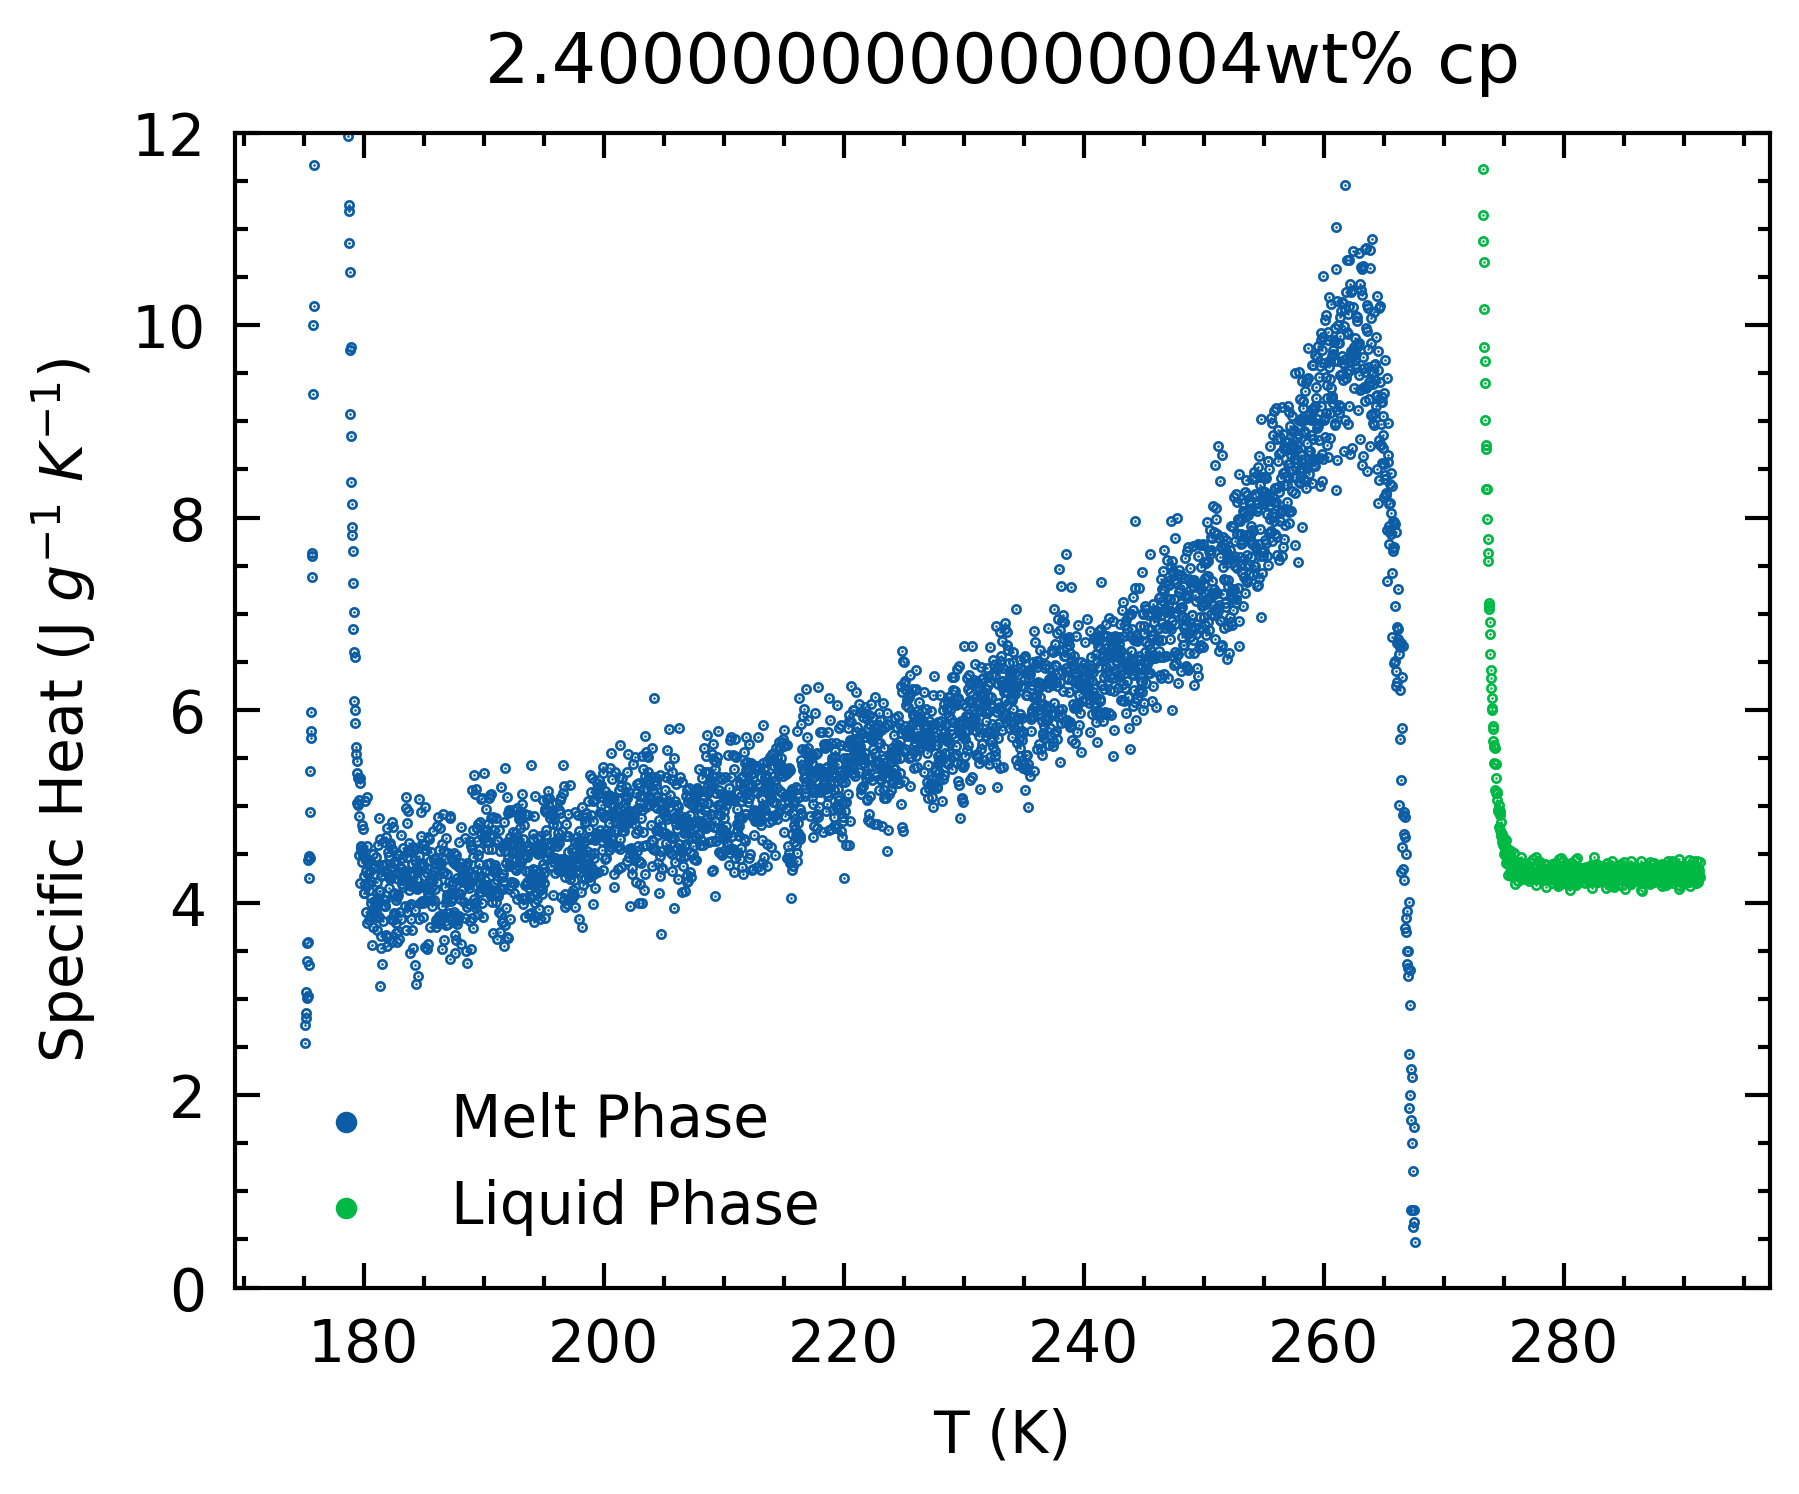 2.4000000000000004wt% cp
12
10
8
6
4
2
0
Specific Heat (J g⁻¹ K⁻¹)
Melt Phase
Liquid Phase
180 200 220 240 260 280
T (K)